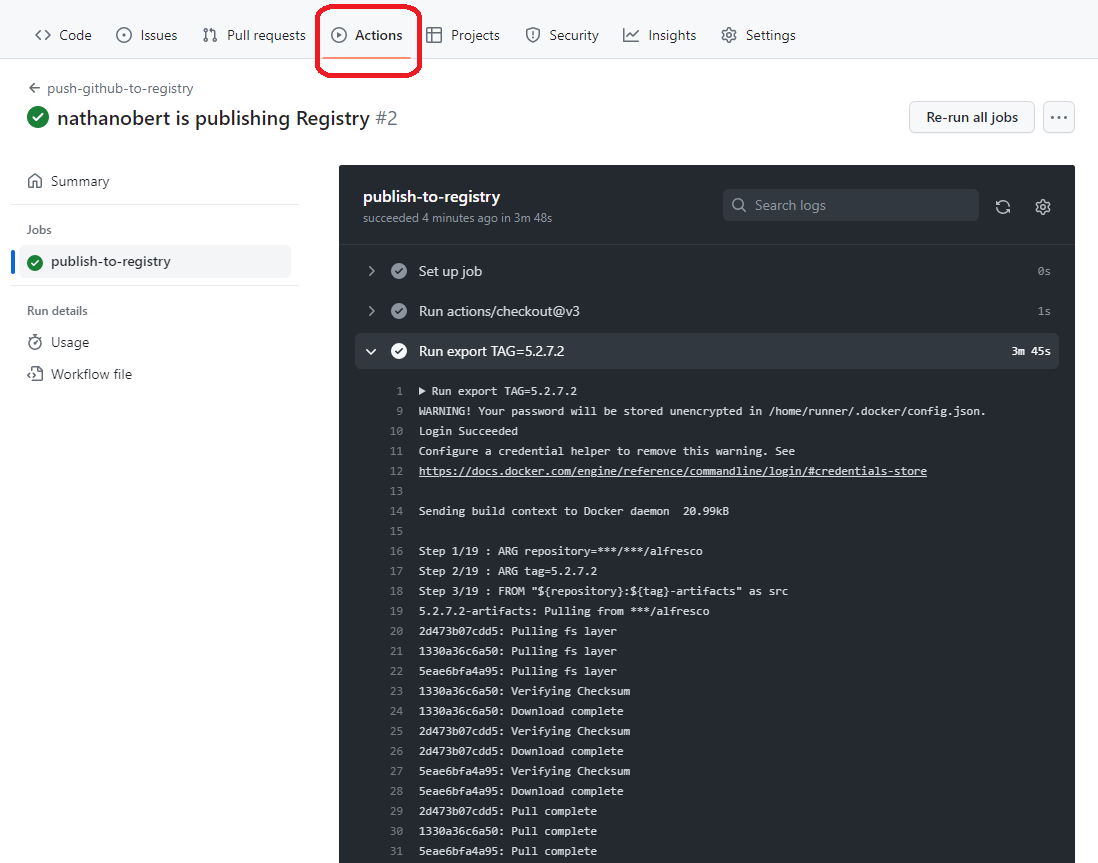 Code Issues Pull requests Actions Projects Security Insights Settings
push-github-to-registry
nathanobert is publishing Registry #2
Re-run all jobs
Summary
Jobs
publish-to-registry
Run details
Usage
Workflow file
publish-to-registry
succeeded 4 minutes ago in 3m 48s
Search logs
Set up job 0s
Run actions/checkout@v3 1s
Run export TAG=5.2.7.2 3m 45s
1 Run export TAG=5.2.7.2
9 WARNING! Your password will be stored unencrypted in /home/runner/.docker/config.json.
10 Login Succeeded
11 Configure a credential helper to remove this warning. See
12 https://docs.docker.com/engine/reference/commandline/login/#credentials-store
13
14 Sending build context to Docker daemon  20.99kB
15
16 Step 1/19 : ARG repository=***/***/alfresco
17 Step 2/19 : ARG tag=5.2.7.2
18 Step 3/19 : FROM "${repository}:${tag}-artifacts" as src
19 5.2.7.2-artifacts: Pulling from ***/alfresco
20 2d473b07cdd5: Pulling fs layer
21 1330a36c6a50: Pulling fs layer
22 5eae6bfa4a95: Pulling fs layer
23 1330a36c6a50: Verifying Checksum
24 1330a36c6a50: Download complete
25 2d473b07cdd5: Verifying Checksum
26 2d473b07cdd5: Download complete
27 5eae6bfa4a95: Verifying Checksum
28 5eae6bfa4a95: Download complete
29 2d473b07cdd5: Pull complete
30 1330a36c6a50: Pull complete
31 5eae6bfa4a95: Pull complete